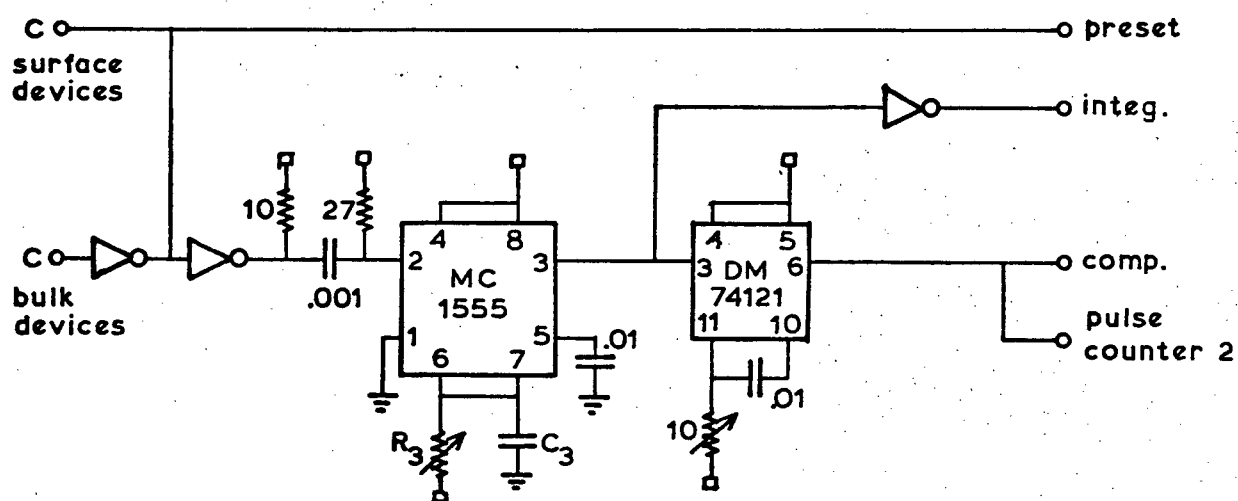 C
preset
surface
devices
integ.
10
27
4
8
4
5
C
2
MC
1555
3
3
DM
74121
6
comp.
.001
bulk
devices
1
5
.01
11
10
pulse
counter 2
6
7
.01
R3
C3
10